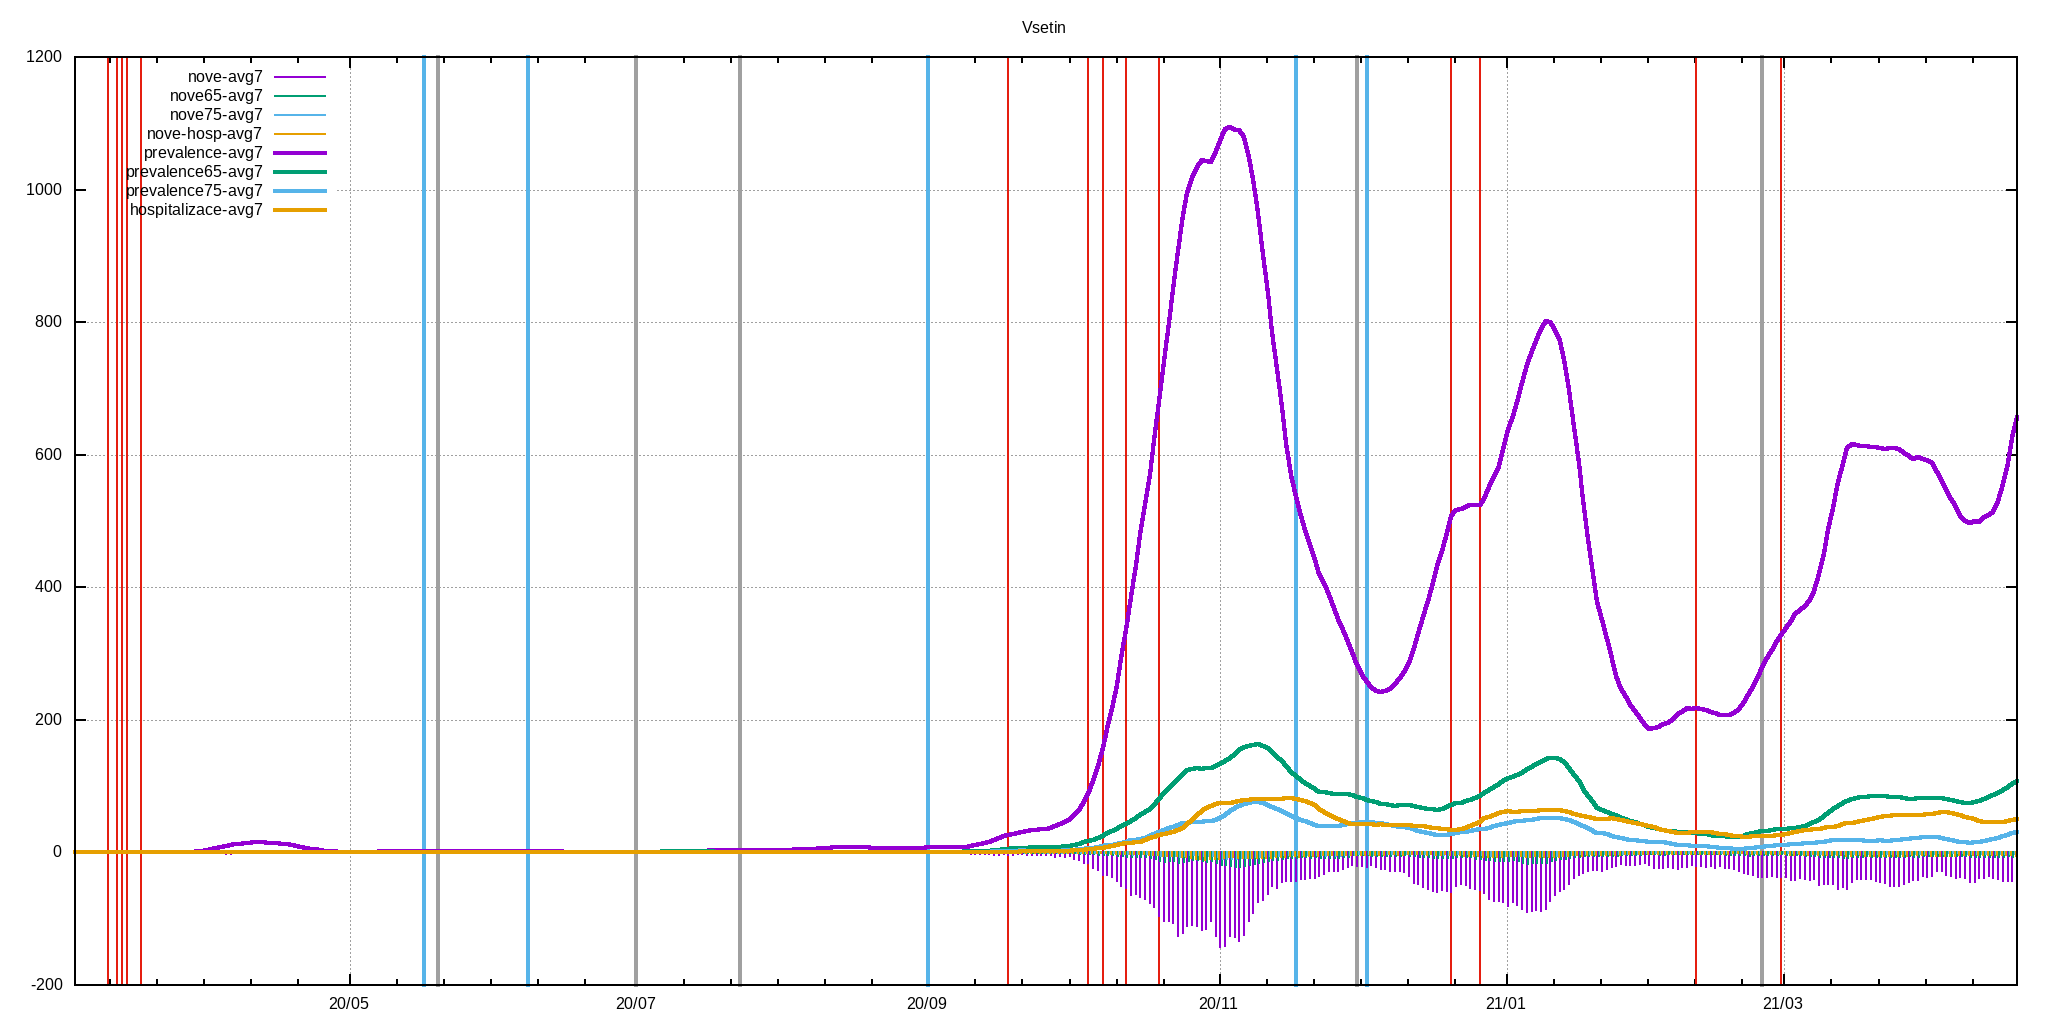 Vsetin
1200
nove-avg7
nove65-avg7
nove75-avg7
nove-hosp-avg7
prevalence-avg7
prevalence65-avg7
prevalence75-avg7
hospitalizace-avg7
1000
800
600
400
200
0
-200
20/05
20/07
20/09
20/11
21/01
21/03